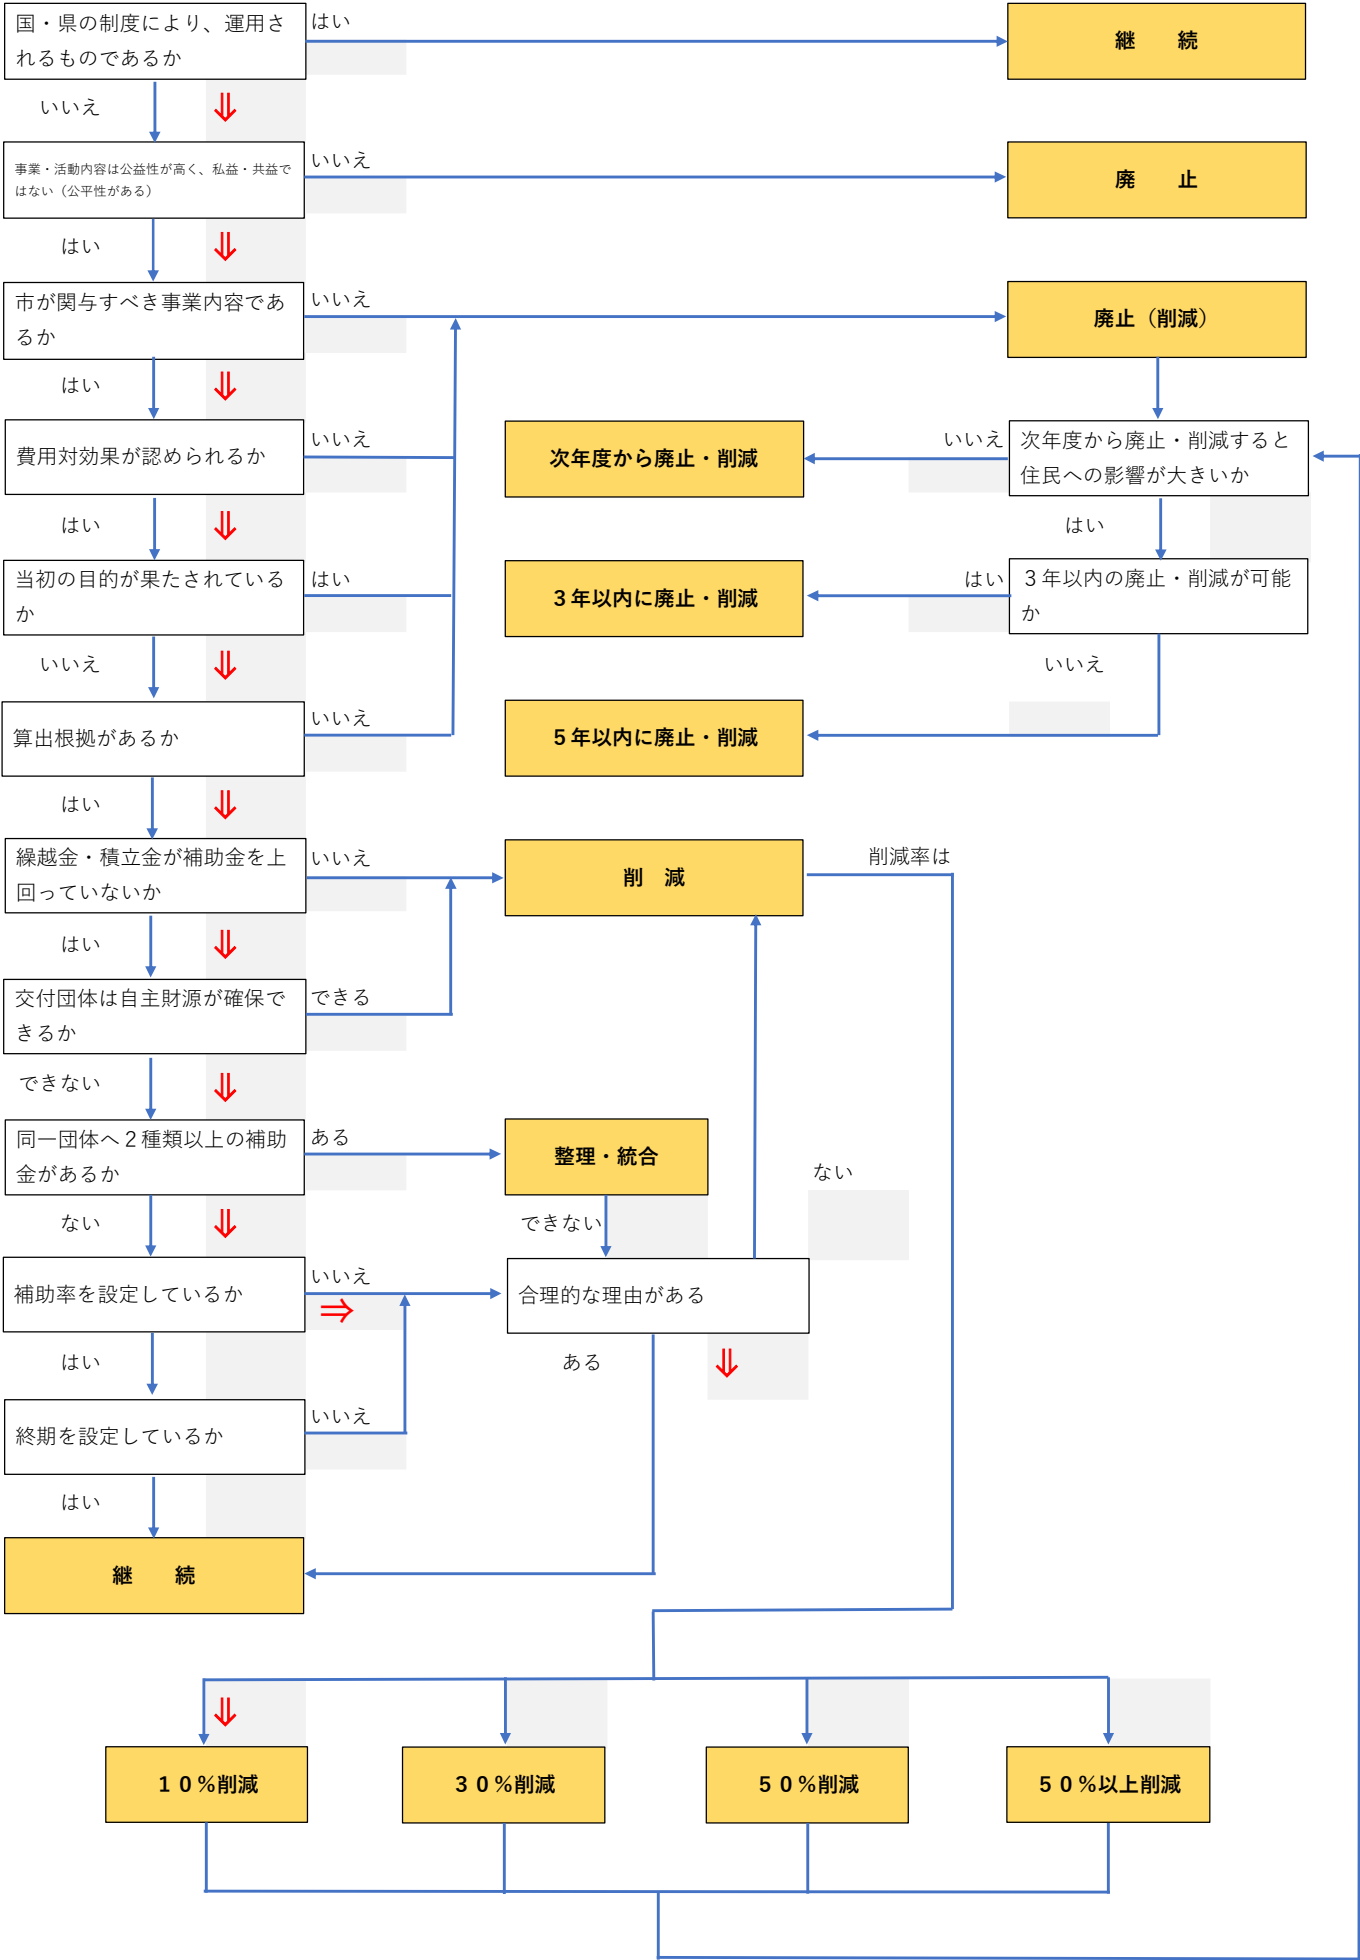 国・県の制度により、運用さ
れるものであるか
はい
継　　続
いいえ
⇓
事業・活動内容は公益性が高く、私益・共益で
はない（公平性がある）
いいえ
廃　　止
はい
⇓
市が関与すべき事業内容であ
るか
いいえ
廃止（削減）
はい
⇓
費用対効果が認められるか
いいえ
次年度から廃止・削減
いいえ
次年度から廃止・削減すると
住民への影響が大きいか
はい
⇓
はい
当初の目的が果たされている
か
はい
３年以内に廃止・削減
はい
３年以内の廃止・削減が可能
か
いいえ
⇓
いいえ
算出根拠があるか
いいえ
５年以内に廃止・削減
はい
⇓
繰越金・積立金が補助金を上
回っていないか
いいえ
削　減
削減率は
はい
⇓
交付団体は自主財源が確保で
きるか
できる
できない
⇓
同一団体へ２種類以上の補助
金があるか
ある
整理・統合
ない
ない
⇓
できない
補助率を設定しているか
いいえ
⇒
合理的な理由がある
はい
ある
⇓
終期を設定しているか
いいえ
はい
継　　続
⇓
１０％削減
３０％削減
５０％削減
５０％以上削減